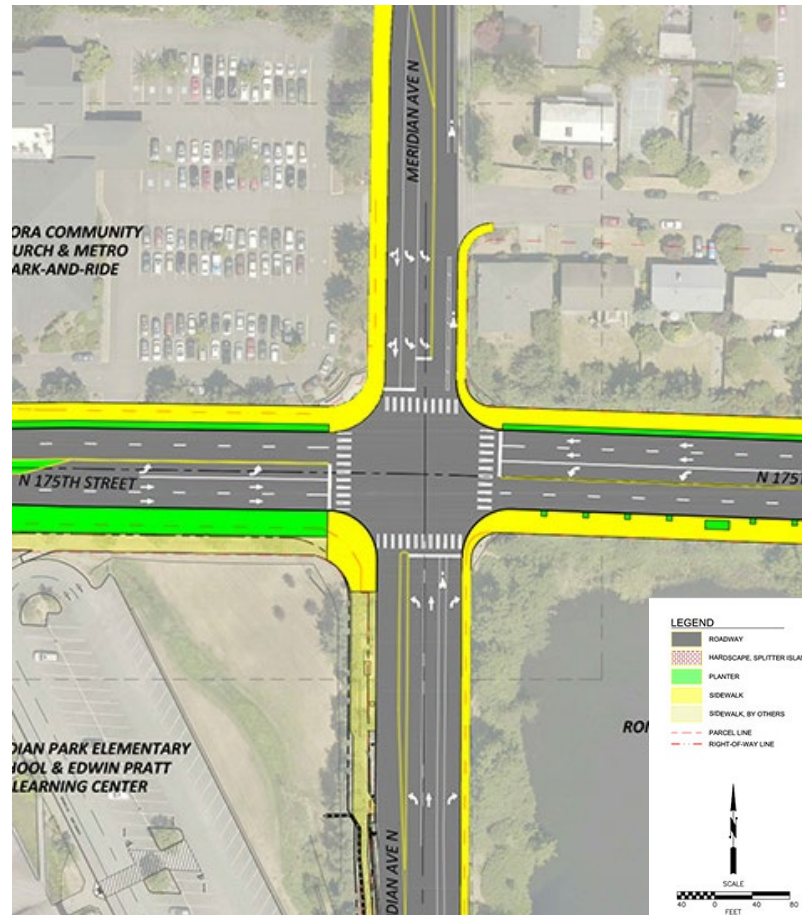 MERIDIAN AVE N
ORA COMMUNITY
URCH & METRO
ARK-AND-RIDE
N 175TH STREET
N 175T
LEGEND
ROADWAY
HARDSCAPE, SPLITTER ISLA
PLANTER
SIDEWALK
SIDEWALK, BY OTHERS
PARCEL LINE
RIGHT-OF-WAY LINE
RON
DIAN PARK ELEMENTARY
HOOL & EDWIN PRATT
LEARNING CENTER
DIAN AVE N
N
SCALE
40 0 40 80
FEET